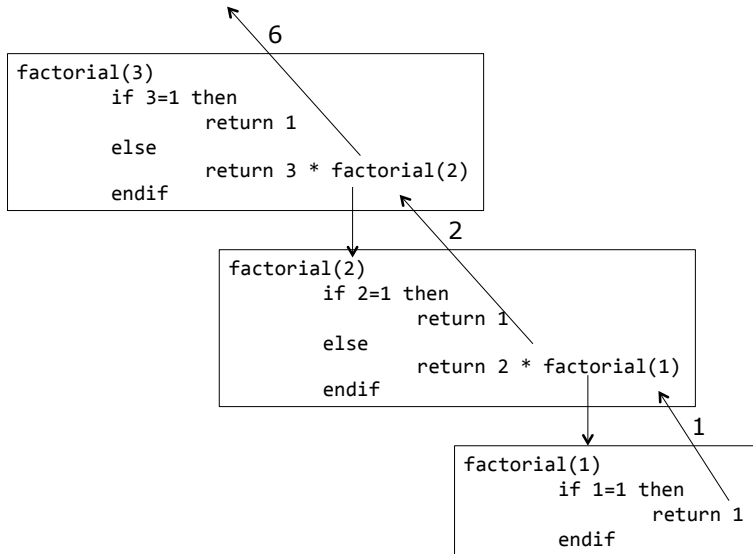 6
factorial(3)
if 3=1 then
return 1
else
return 3 * factorial(2)
endif
2
factorial(2)
if 2=1 then
return 1
else
return 2 * factorial(1)
endif
1
factorial(1)
if 1=1 then
return 1
endif